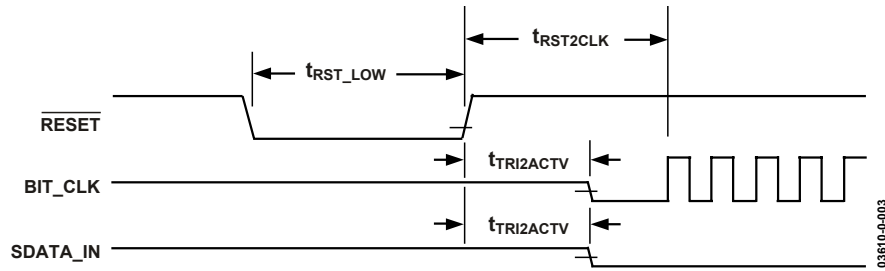 tRST2CLK
tRST_LOW
RESET
tTRI2ACTV
BIT_CLK
tTRI2ACTV
SDATA_IN
03610-0-003